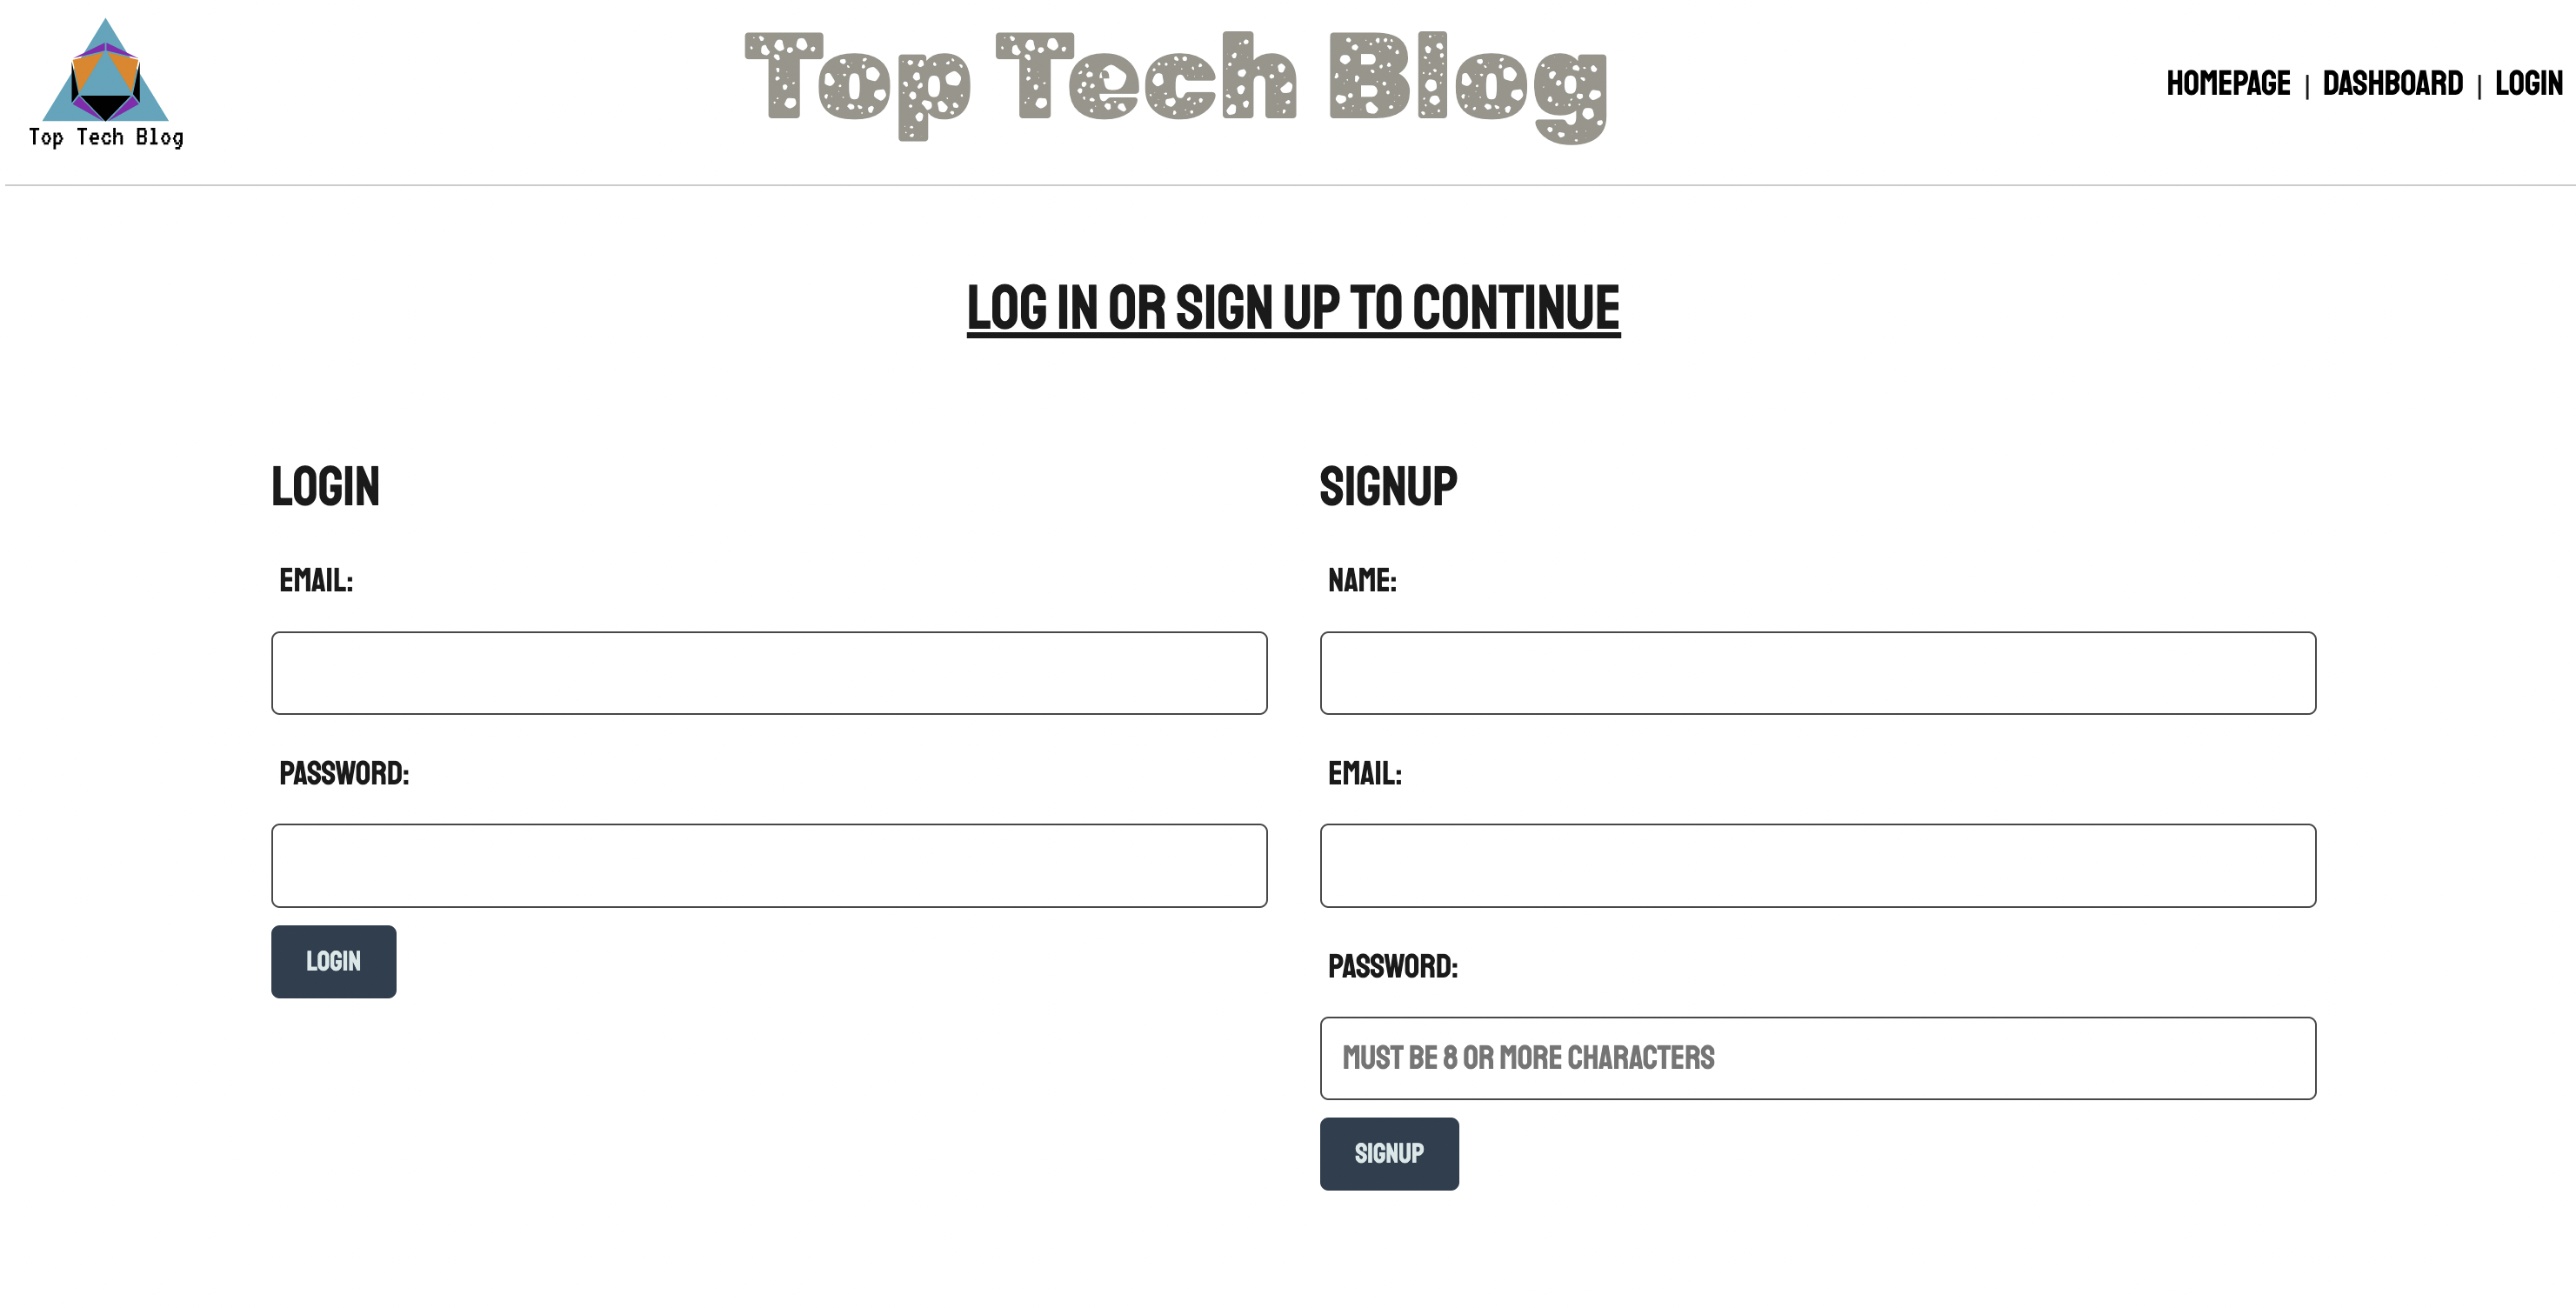 Top Tech Blog
Top Tech Blog
HOMEPAGE | DASHBOARD | LOGIN
LOG IN OR SIGN UP TO CONTINUE
LOGIN
EMAIL:
PASSWORD:
LOGIN
SIGNUP
NAME:
EMAIL:
PASSWORD:
MUST BE 8 OR MORE CHARACTERS
SIGNUP